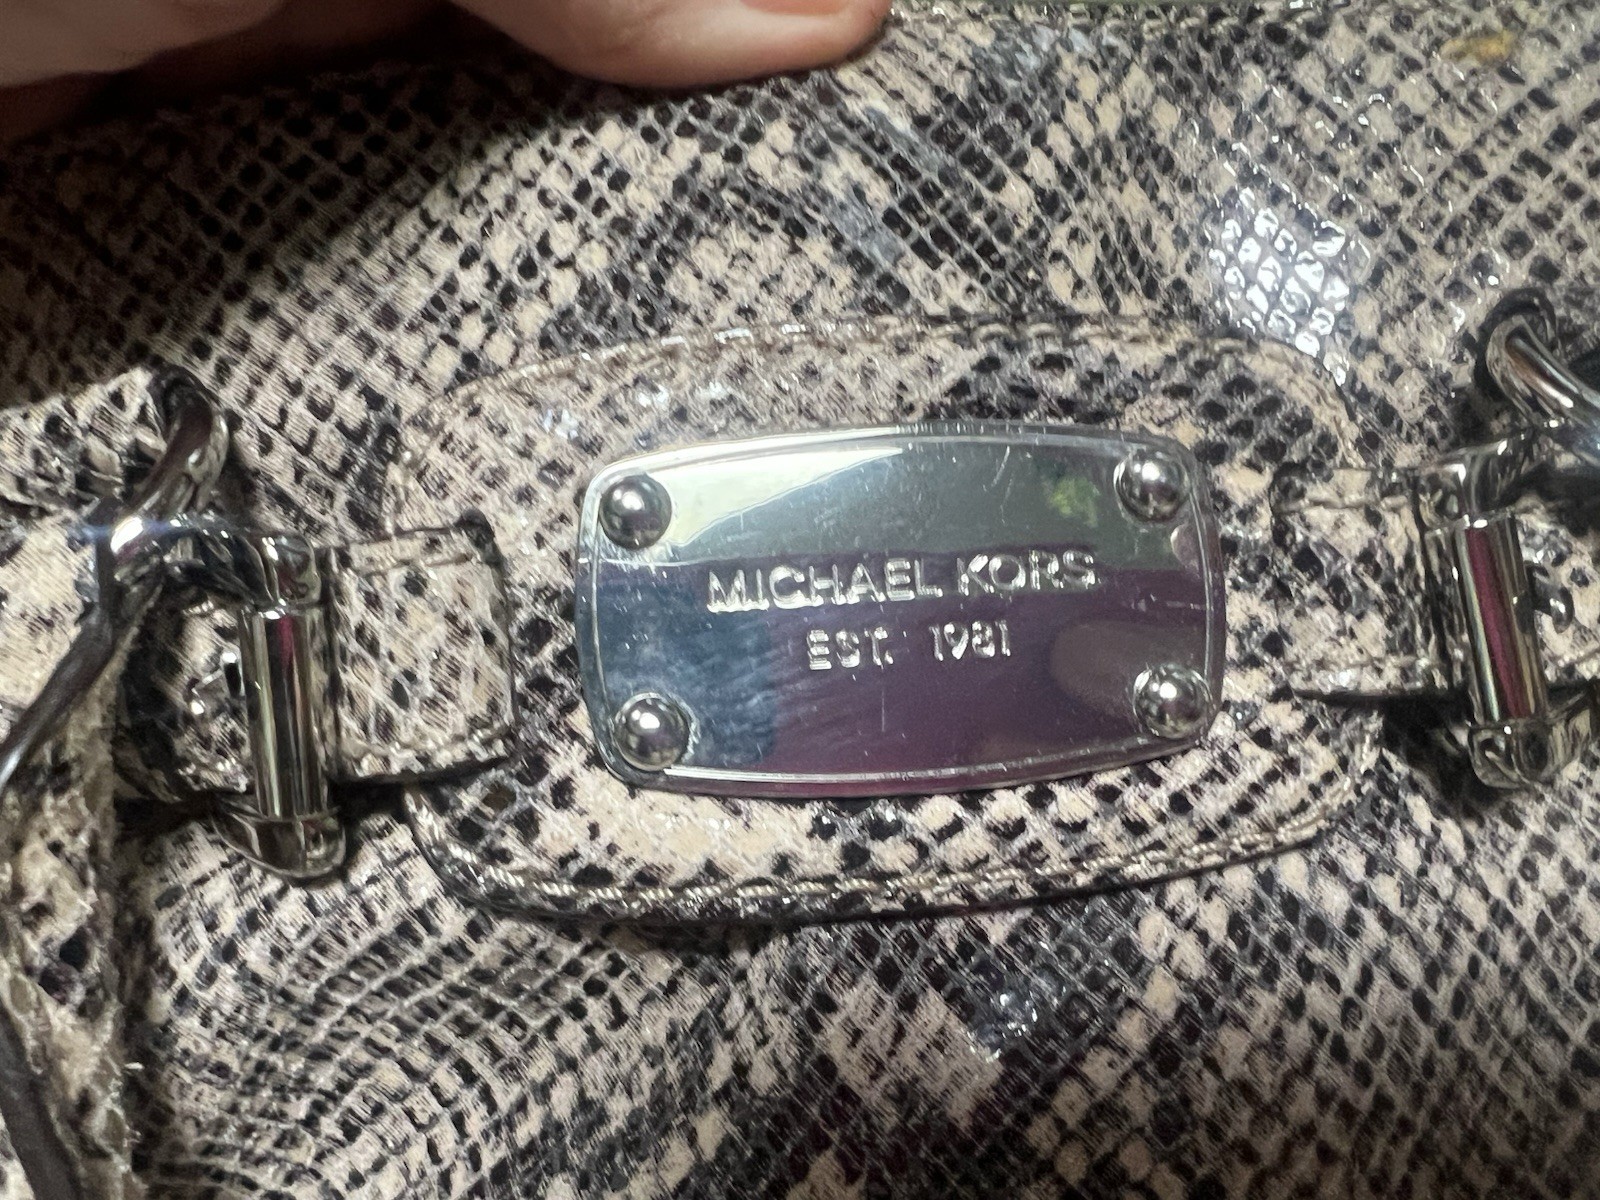 MICHAEL KORS
EST. 1981